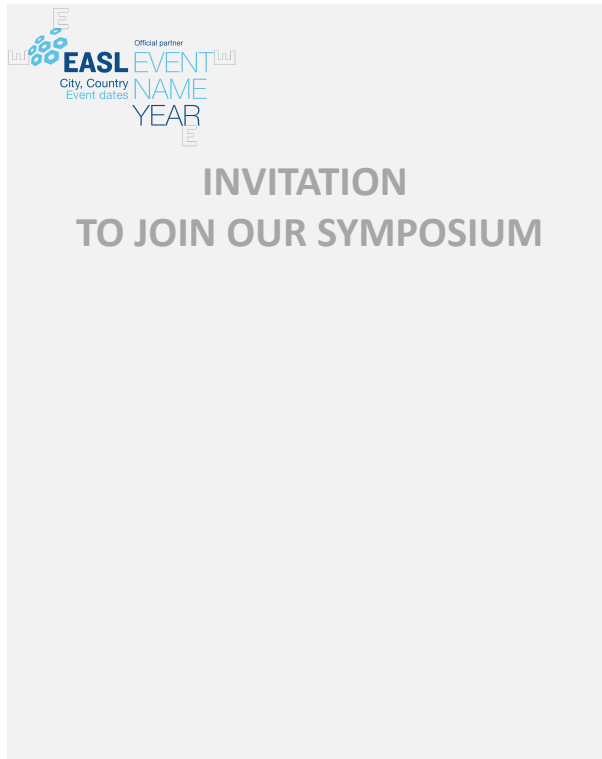 E
Official partner
E EASL EVENT E
City, Country NAME
Event dates
YEAR
E
INVITATION
TO JOIN OUR SYMPOSIUM